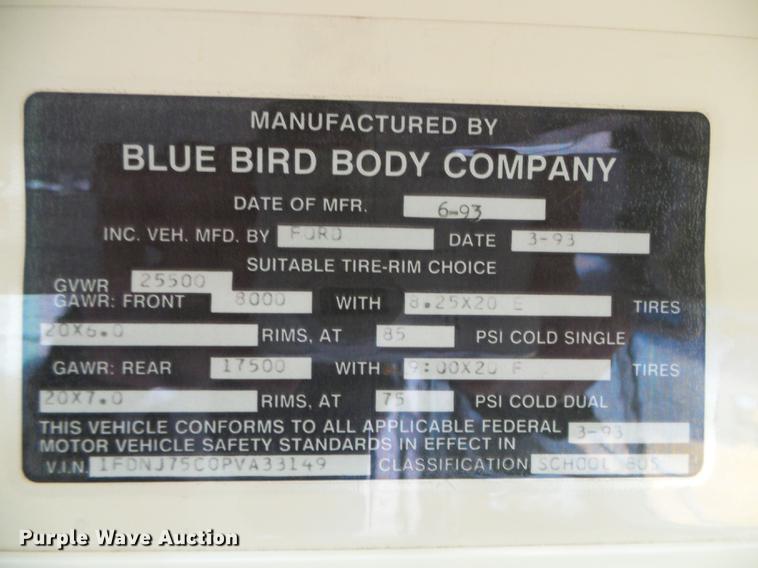 MANUFACTURED BY
BLUE BIRD BODY COMPANY
DATE OF MFR. 6-93
INC. VEH. MFD. BY FORD DATE 3-93
SUITABLE TIRE-RIM CHOICE
GVWR 25500
GAWR: FRONT 8000 WITH 8.25X20 E TIRES
20X6.0 RIMS, AT 85 PSI COLD SINGLE
GAWR: REAR 17500 WITH 9:00X20 F TIRES
20X7.0 RIMS, AT 75 PSI COLD DUAL
THIS VEHICLE CONFORMS TO ALL APPLICABLE FEDERAL 3-93
MOTOR VEHICLE SAFETY STANDARDS IN EFFECT IN
V.I.N. 1FDNJ75C0PVA33149 CLASSIFICATION SCHOOL BUS
Purple Wave Auction